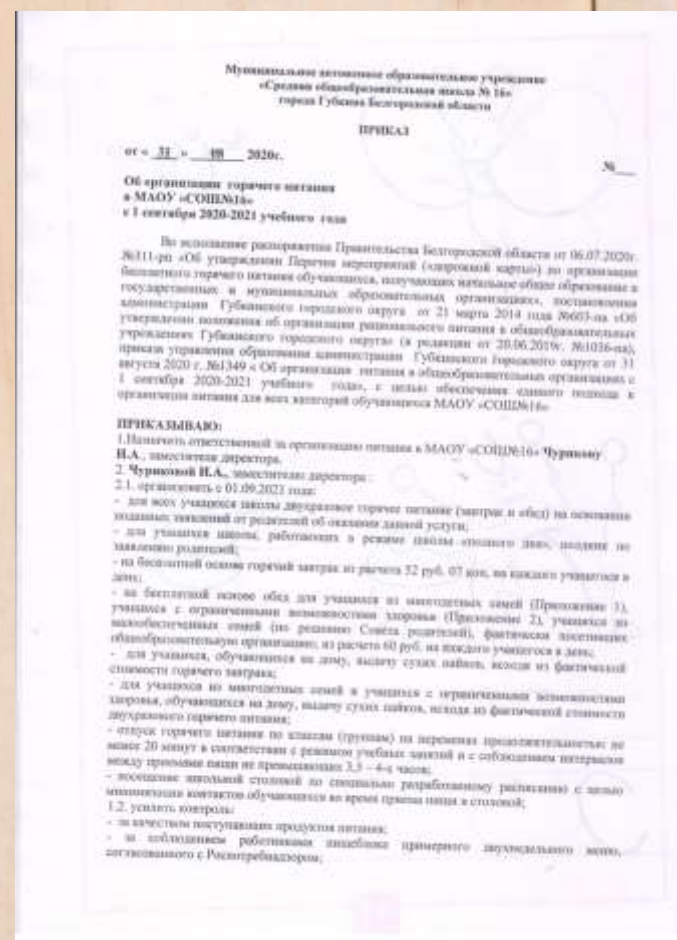 Муниципальное автономное образовательное учреждение
«Средняя общеобразовательная школа № 16»
города Губкина Белгородской области
ПРИКАЗ
от « 31 » 08 2020г.
№___
Об организации горячего питания
в МАОУ «СОШ№16»
с 1 сентября 2020-2021 учебного года
Во исполнение распоряжения Правительства Белгородской области от 06.07.2020г.
№311-рп «Об утверждении Перечня мероприятий («дорожной карты») по организации
бесплатного горячего питания обучающихся, получающих начальное общее образование в
государственных и муниципальных образовательных организациях», постановления
администрации Губкинского городского округа от 21 марта 2014 года №603-па «Об
утверждении положения об организации рационального питания в общеобразовательных
учреждениях Губкинского городского округа» (в редакции от 20.06.2019г. №1036-па),
приказа управления образования администрации Губкинского городского округа от 31
августа 2020 г. №1349 « Об организации питания в общеобразовательных организациях с
1 сентября 2020-2021 учебного года», с целью обеспечения единого подхода к
организации питания для всех категорий обучающихся МАОУ «СОШ№16»
ПРИКАЗЫВАЮ:
1.Назначить ответственной за организацию питания в МАОУ «СОШ№16» Чурикову
И.А., заместителя директора.
2. Чуриковой И.А., заместителю директора :
2.1. организовать с 01.09.2021 года:
- для всех учащихся школы двухразовое горячее питание (завтрак и обед) на основании
поданных заявлений от родителей об оказании данной услуги;
- для учащихся школы, работающих в режиме школы «полного дня», полдник по
заявлению родителей;
- на бесплатной основе горячий завтрак из расчета 52 руб. 07 коп. на каждого учащегося в
день;
- на бесплатной основе обед для учащихся из многодетных семей (Приложение 1),
учащихся с ограниченными возможностями здоровья (Приложение 2), учащихся из
малообеспеченных семей (по решению Совета родителей), фактически посетивших
общеобразовательную организацию, из расчета 60 руб. на каждого учащегося в день;
- для учащихся, обучающихся на дому, выдачу сухих пайков, исходя из фактической
стоимости горячего завтрака;
- для учащихся из многодетных семей и учащихся с ограниченными возможностями
здоровья, обучающихся на дому, выдачу сухих пайков, исходя из фактической стоимости
двухразового горячего питания;
- отпуск горячего питания по классам (группам) на переменах продолжительностью не
менее 20 минут в соответствии с режимом учебных занятий и с соблюдением интервалов
между приемами пищи не превышающих 3,5 – 4-х часов;
- посещение школьной столовой по специально разработанному расписанию с целью
минимизации контактов обучающихся во время приема пищи в столовой;
1.2. усилить контроль:
- за качеством поступающих продуктов питания;
- за соблюдением работниками пищеблока примерного двухнедельного меню,
согласованного с Роспотребнадзором;